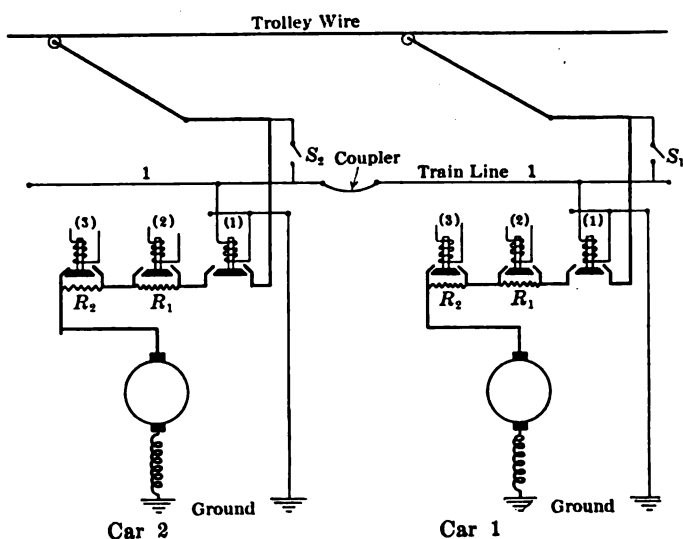 Trolley Wire
S₂
Coupler
S₁
1
Train Line 1
(3)
(2)
(1)
(3)
(2)
(1)
R₂
R₁
R₂
R₁
Ground
Ground
Car 2
Car 1